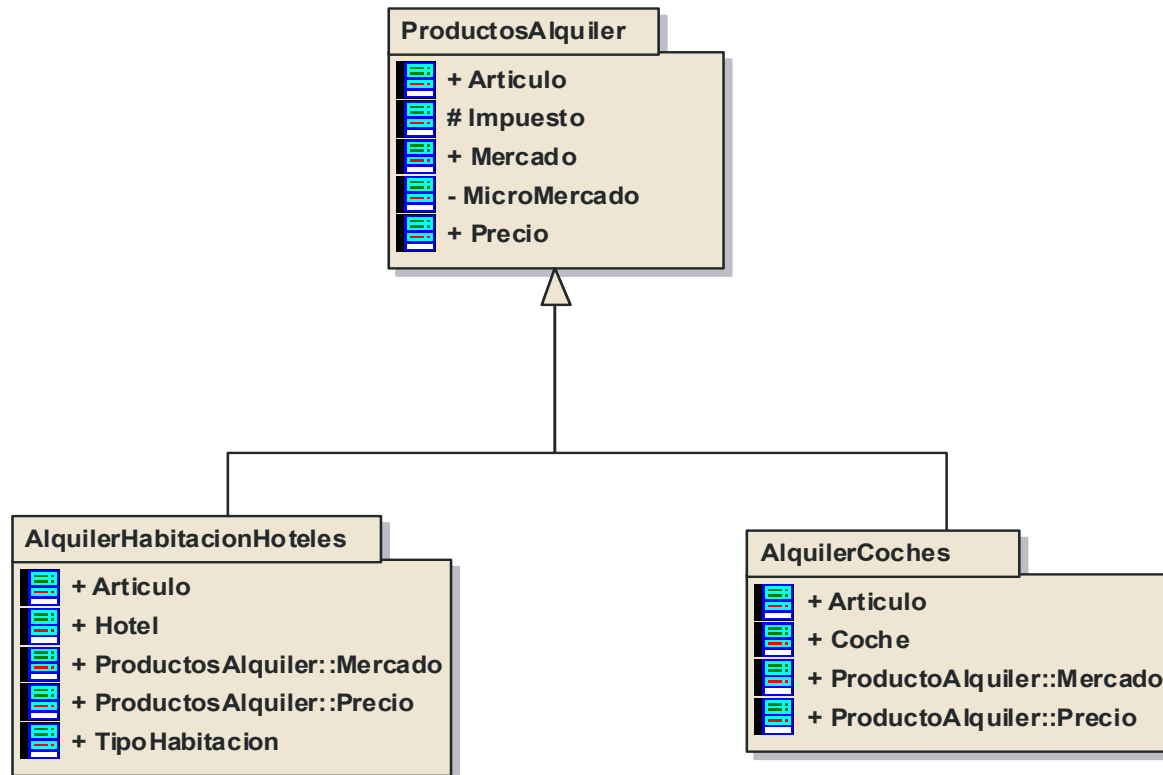 ProductosAlquiler
+ Articulo
# Impuesto
+ Mercado
- MicroMercado
+ Precio
AlquilerHabitacionHoteles
+ Articulo
+ Hotel
+ ProductosAlquiler::Mercado
+ ProductosAlquiler::Precio
+ TipoHabitacion
AlquilerCoches
+ Articulo
+ Coche
+ ProductoAlquiler::Mercado
+ ProductoAlquiler::Precio